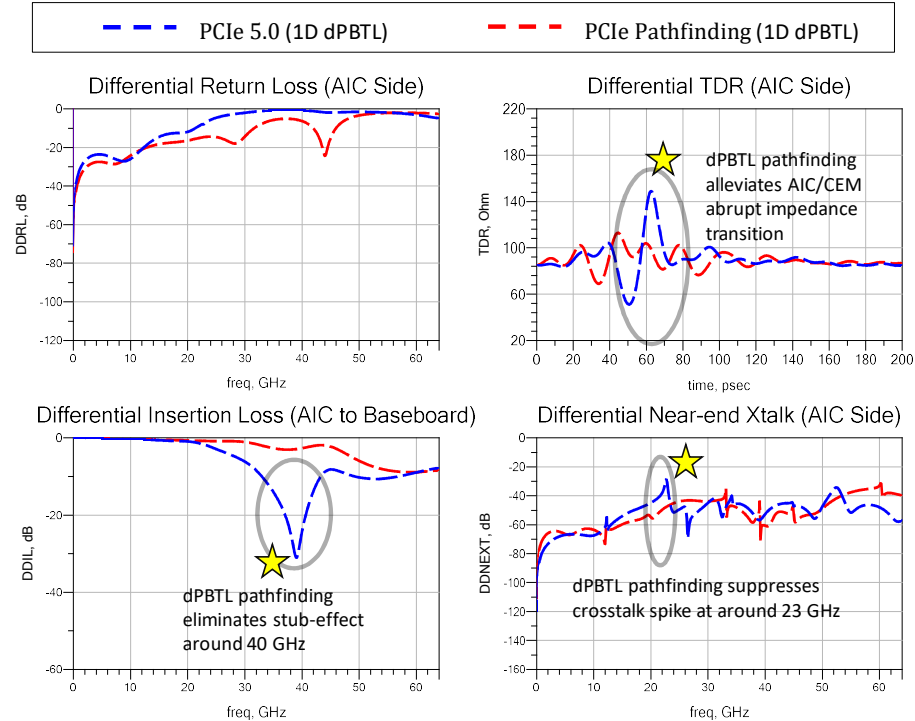 PCIe 5.0 (1D dPBTL)
PCIe Pathfinding (1D dPBTL)
Differential Return Loss (AIC Side)
0
-20
-40
-60
-80
-100
-120
DDRL, dB
0
10
20
30
40
50
60
freq, GHz
Differential TDR (AIC Side)
220
180
140
100
60
20
TDR, Ohm
dPBTL pathfinding
alleviates AIC/CEM
abrupt impedance
transition
0
20
40
60
80
100
120
140
160
180
200
time, psec
Differential Insertion Loss (AIC to Baseboard)
0
-20
-40
-60
DDIL, dB
dPBTL pathfinding
eliminates stub-effect
around 40 GHz
0
10
20
30
40
50
60
freq, GHz
Differential Near-end Xtalk (AIC Side)
0
-20
-40
-60
-80
-100
-120
-140
-160
DDNEXT, dB
dPBTL pathfinding suppresses
crosstalk spike at around 23 GHz
0
10
20
30
40
50
60
freq, GHz